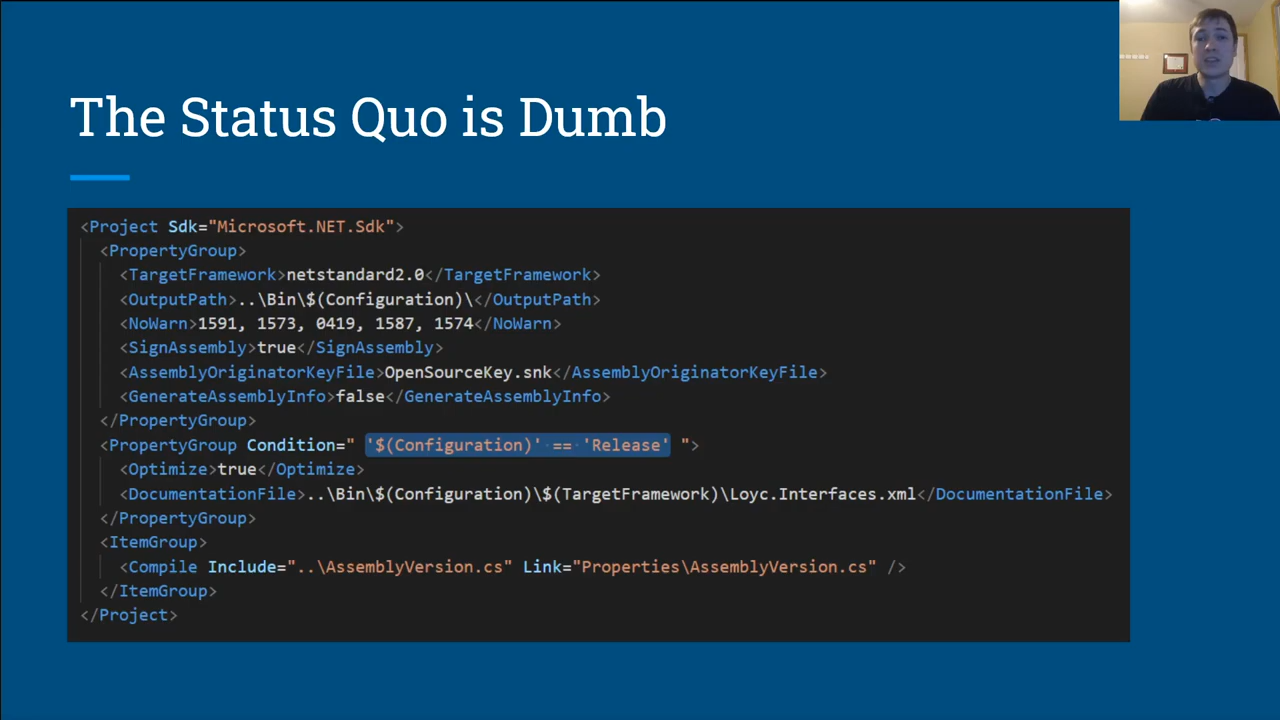 The Status Quo is Dumb
<Project Sdk="Microsoft.NET.Sdk">
<PropertyGroup>
<TargetFramework>netstandard2.0</TargetFramework>
<OutputPath>..\Bin\$(Configuration)\</OutputPath>
<NoWarn>1591, 1573, 0419, 1587, 1574</NoWarn>
<SignAssembly>true</SignAssembly>
<AssemblyOriginatorKeyFile>OpenSourceKey.snk</AssemblyOriginatorKeyFile>
<GenerateAssemblyInfo>false</GenerateAssemblyInfo>
</PropertyGroup>
<PropertyGroup Condition=" '$(Configuration)' == 'Release' ">
<Optimize>true</Optimize>
<DocumentationFile>..\Bin\$(Configuration)\$(TargetFramework)\Loyc.Interfaces.xml</DocumentationFile>
</PropertyGroup>
<ItemGroup>
<Compile Include="..\AssemblyVersion.cs" Link="Properties\AssemblyVersion.cs" />
</ItemGroup>
</Project>